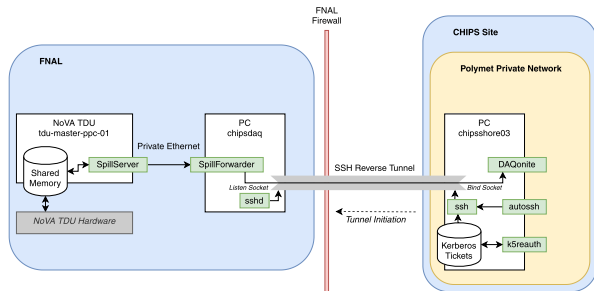 FNAL
Firewall
CHIPS Site
FNAL
Polymet Private Network
NoVA TDU
tdu-master-ppc-01
PC
chipsdaq
PC
chipsshore03
Private Ethernet
Shared
Memory
SpillServer
SpillForwarder
SSH Reverse Tunnel
DAQonite
Listen Socket
Bind Socket
sshd
ssh
autossh
NoVA TDU Hardware
Tunnel Initiation
Kerberos
Tickets
k5reauth